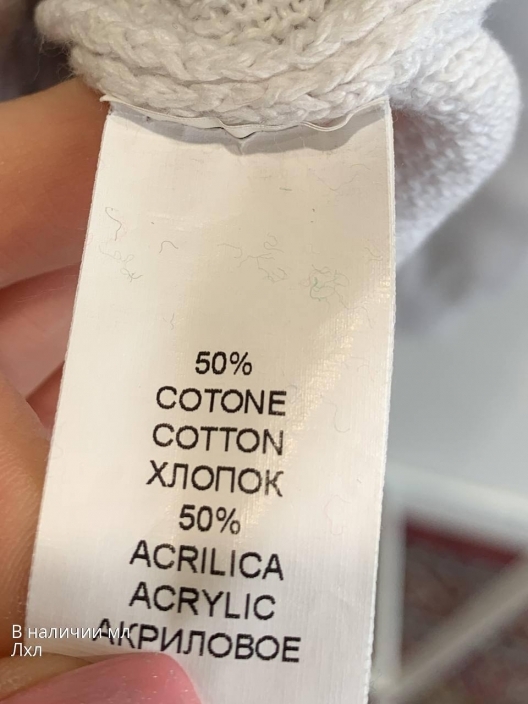 50%
COTONE
COTTON
ХЛОПОК
50%
ACRILICA
ACRYLIC
АКРИЛОВОЕ
В наличии мл
Лхл